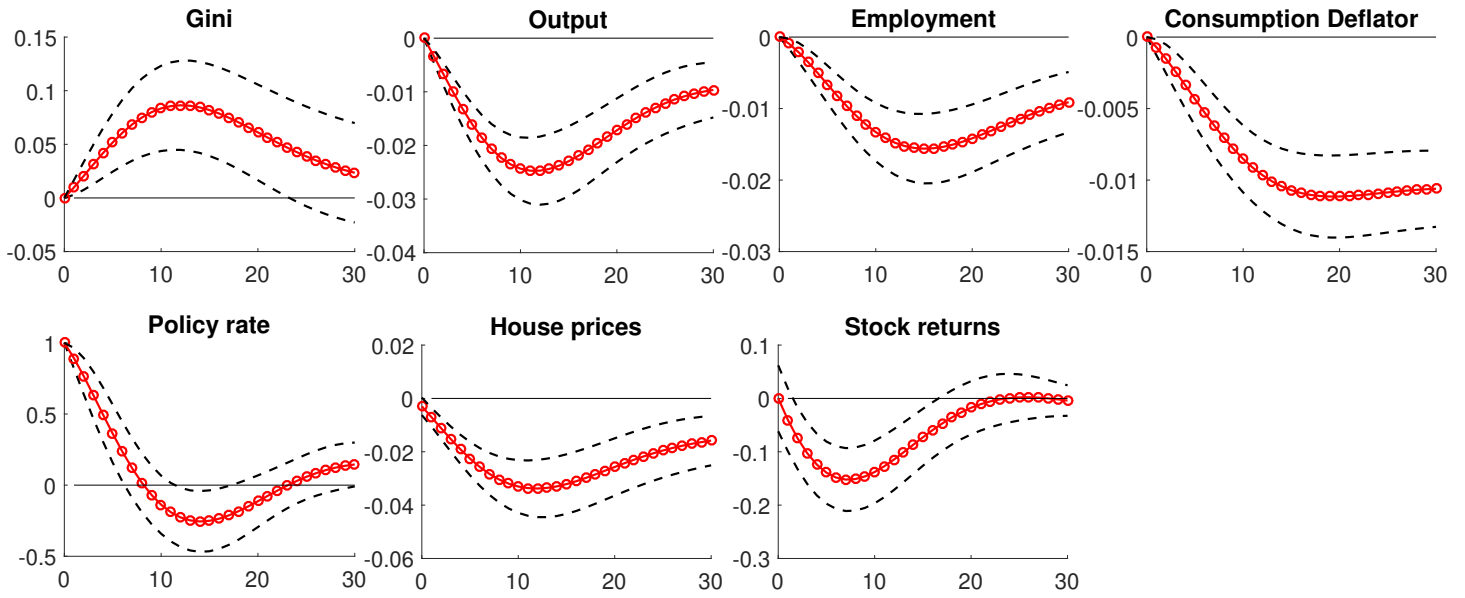 Gini
0.15
0.1
0.05
0
-0.05
0 10 20 30
Output
0
-0.01
-0.02
-0.03
-0.04
0 10 20 30
Employment
0
-0.01
-0.02
-0.03
0 10 20 30
Consumption Deflator
0
-0.005
-0.01
-0.015
0 10 20 30
Policy rate
1
0.5
0
-0.5
0 10 20 30
House prices
0.02
0
-0.02
-0.04
-0.06
0 10 20 30
Stock returns
0.1
0
-0.1
-0.2
-0.3
0 10 20 30